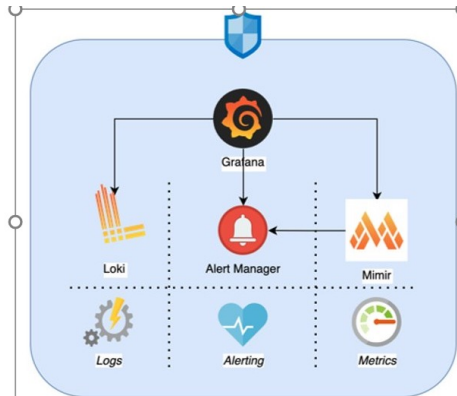 Grafana
Loki
Alert Manager
Mimir
Logs
Alerting
Metrics